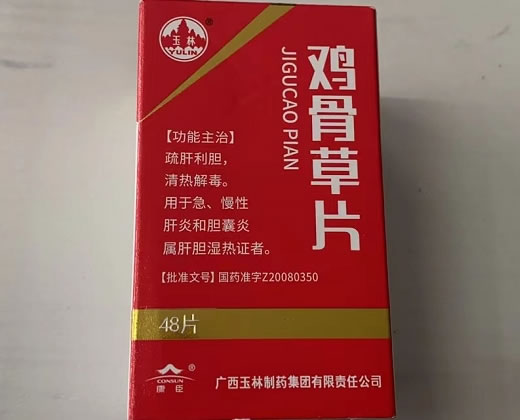 玉林
YULIN
®
鸡骨草片
JIGUCAO PIAN
【功能主治】
疏肝利胆，
清热解毒。
用于急、慢性
肝炎和胆囊炎
属肝胆湿热证者。
【批准文号】国药准字Z20080350
48片
®
CONSUN
康臣
广西玉林制药集团有限责任公司